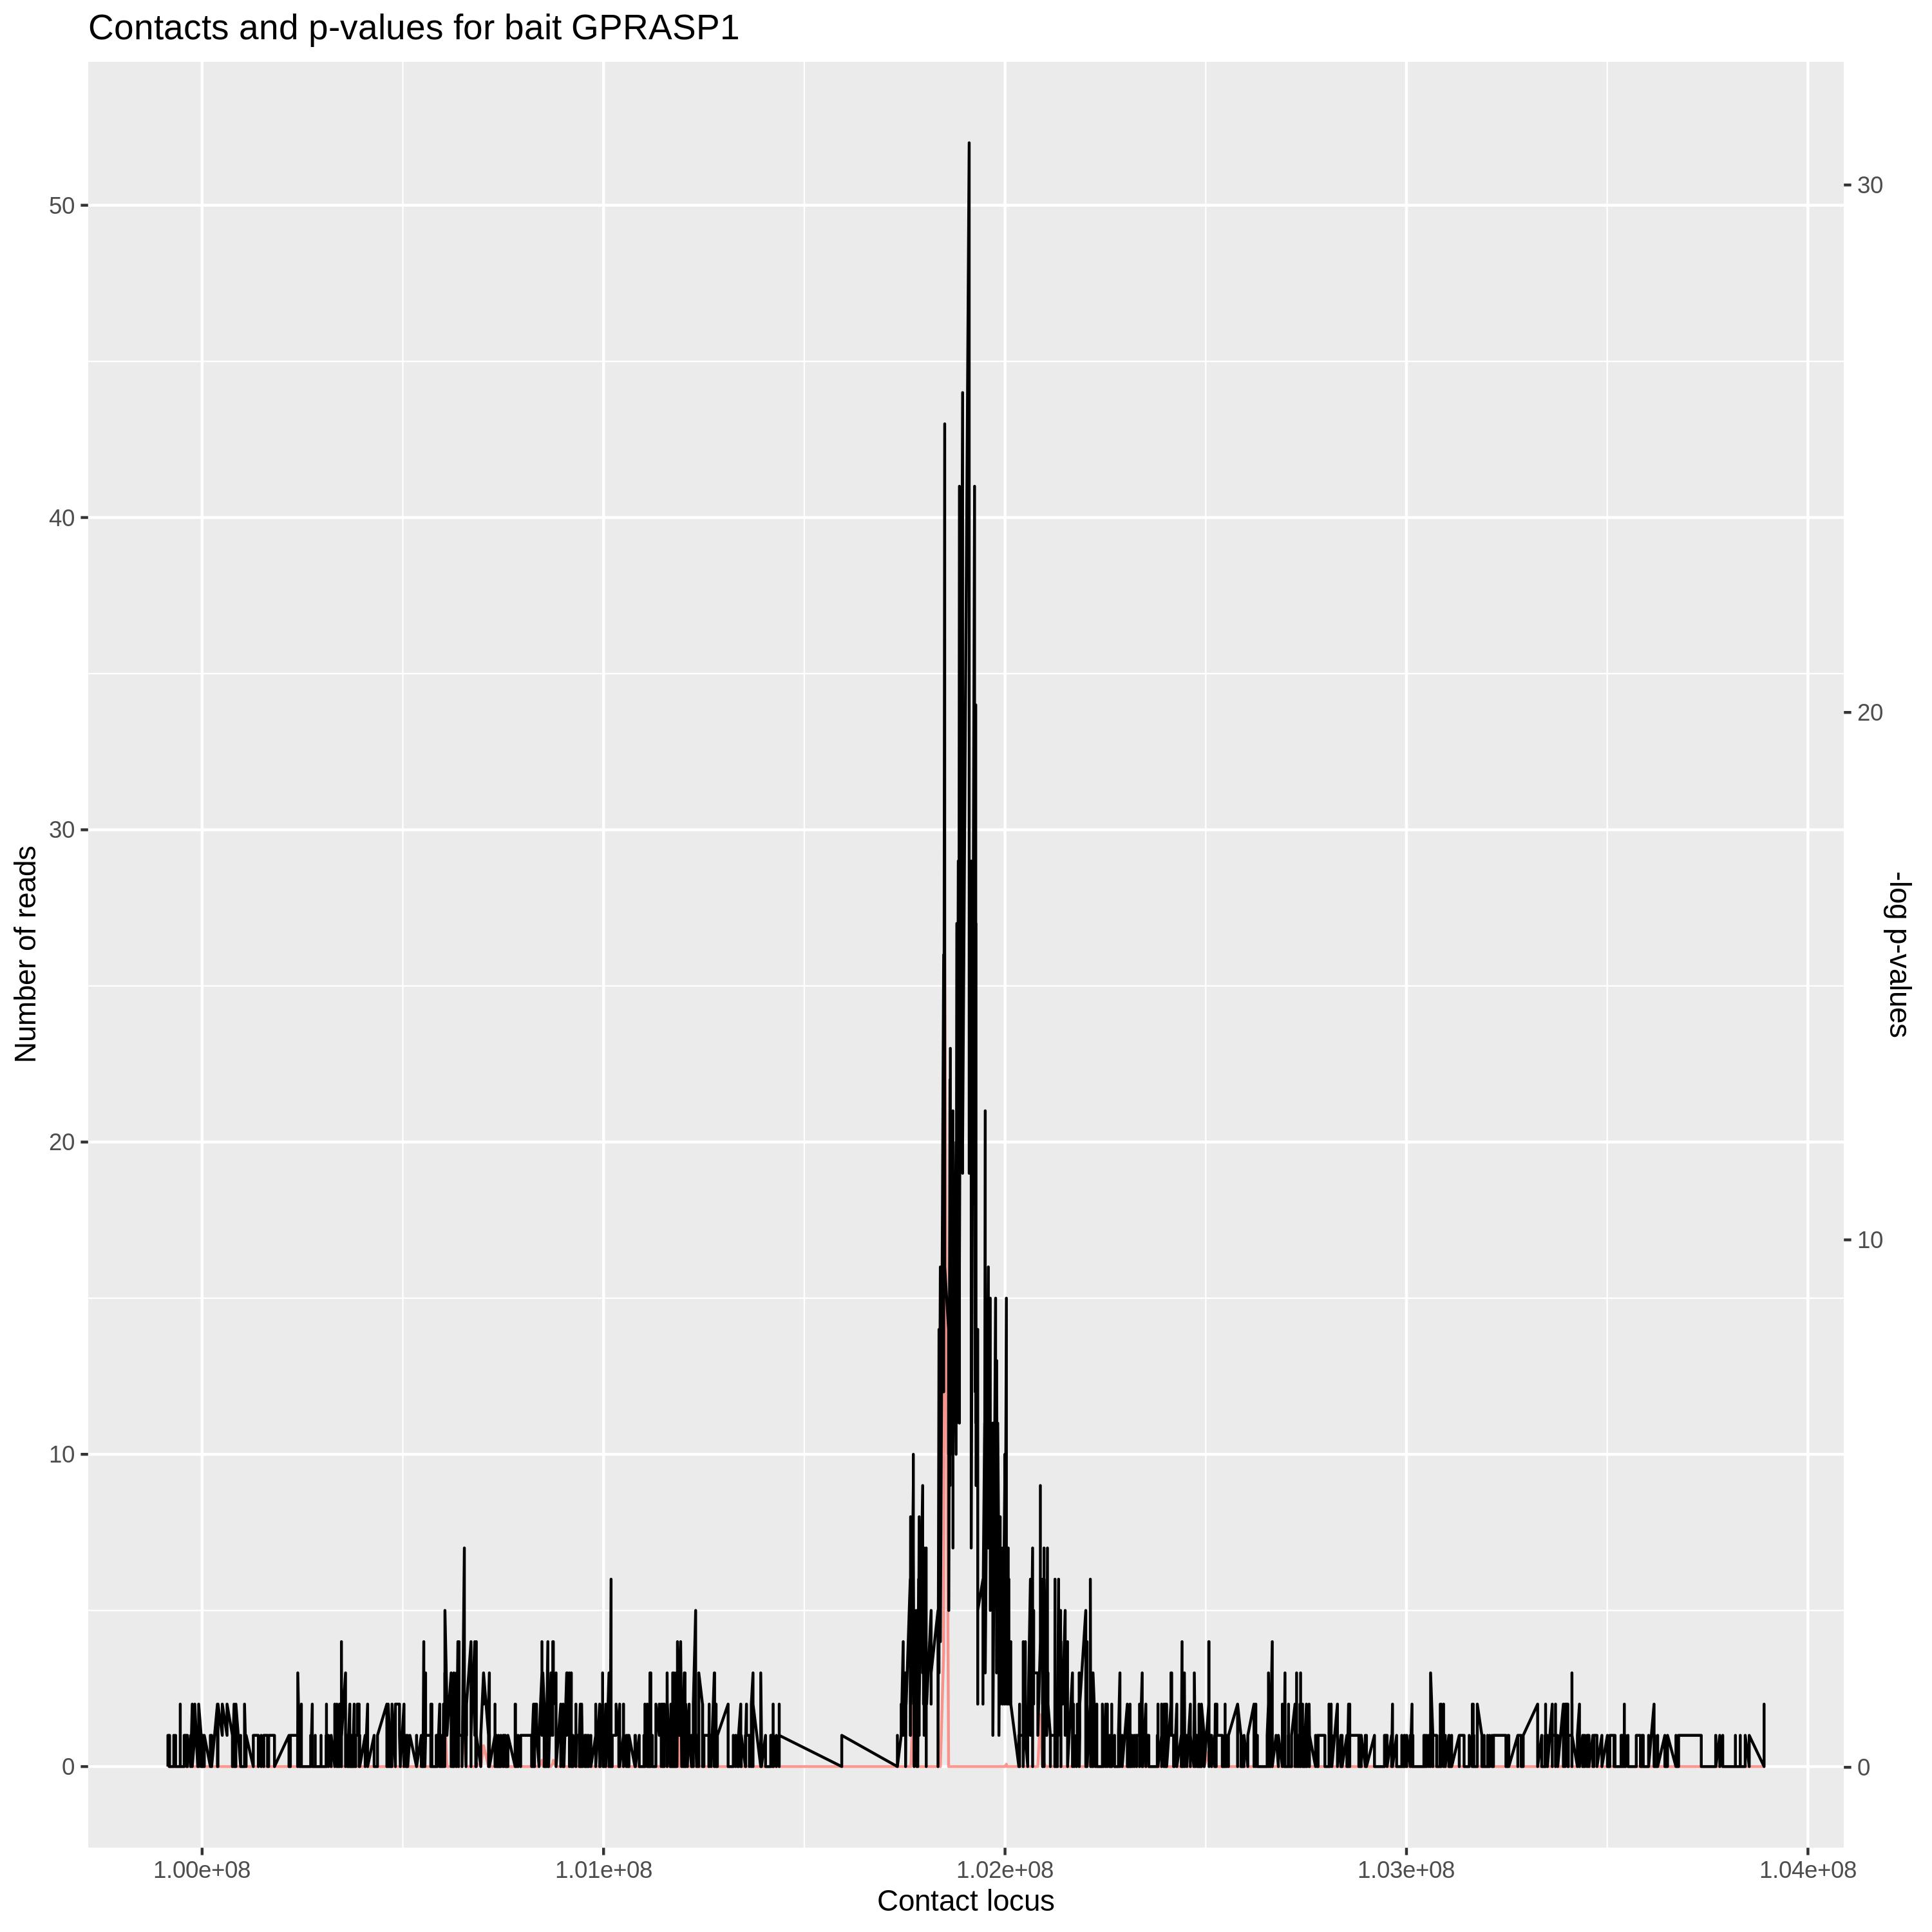 Contacts and p-values for bait GPRASP1
50
40
30
20
10
0
Number of reads
30
20
10
0
-log p-values
1.00e+08 1.01e+08 1.02e+08 1.03e+08 1.04e+08
Contact locus